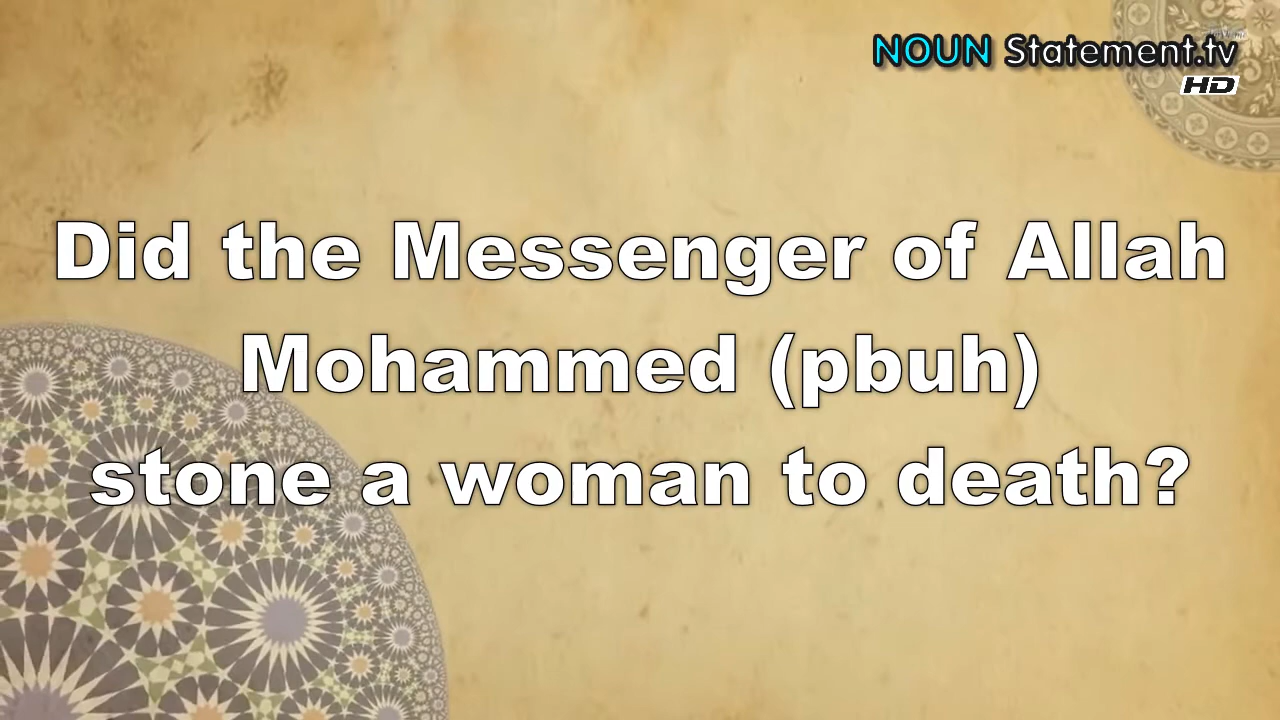 NOUN Statement.tv
HD
Did the Messenger of Allah
Mohammed (pbuh)
stone a woman to death?